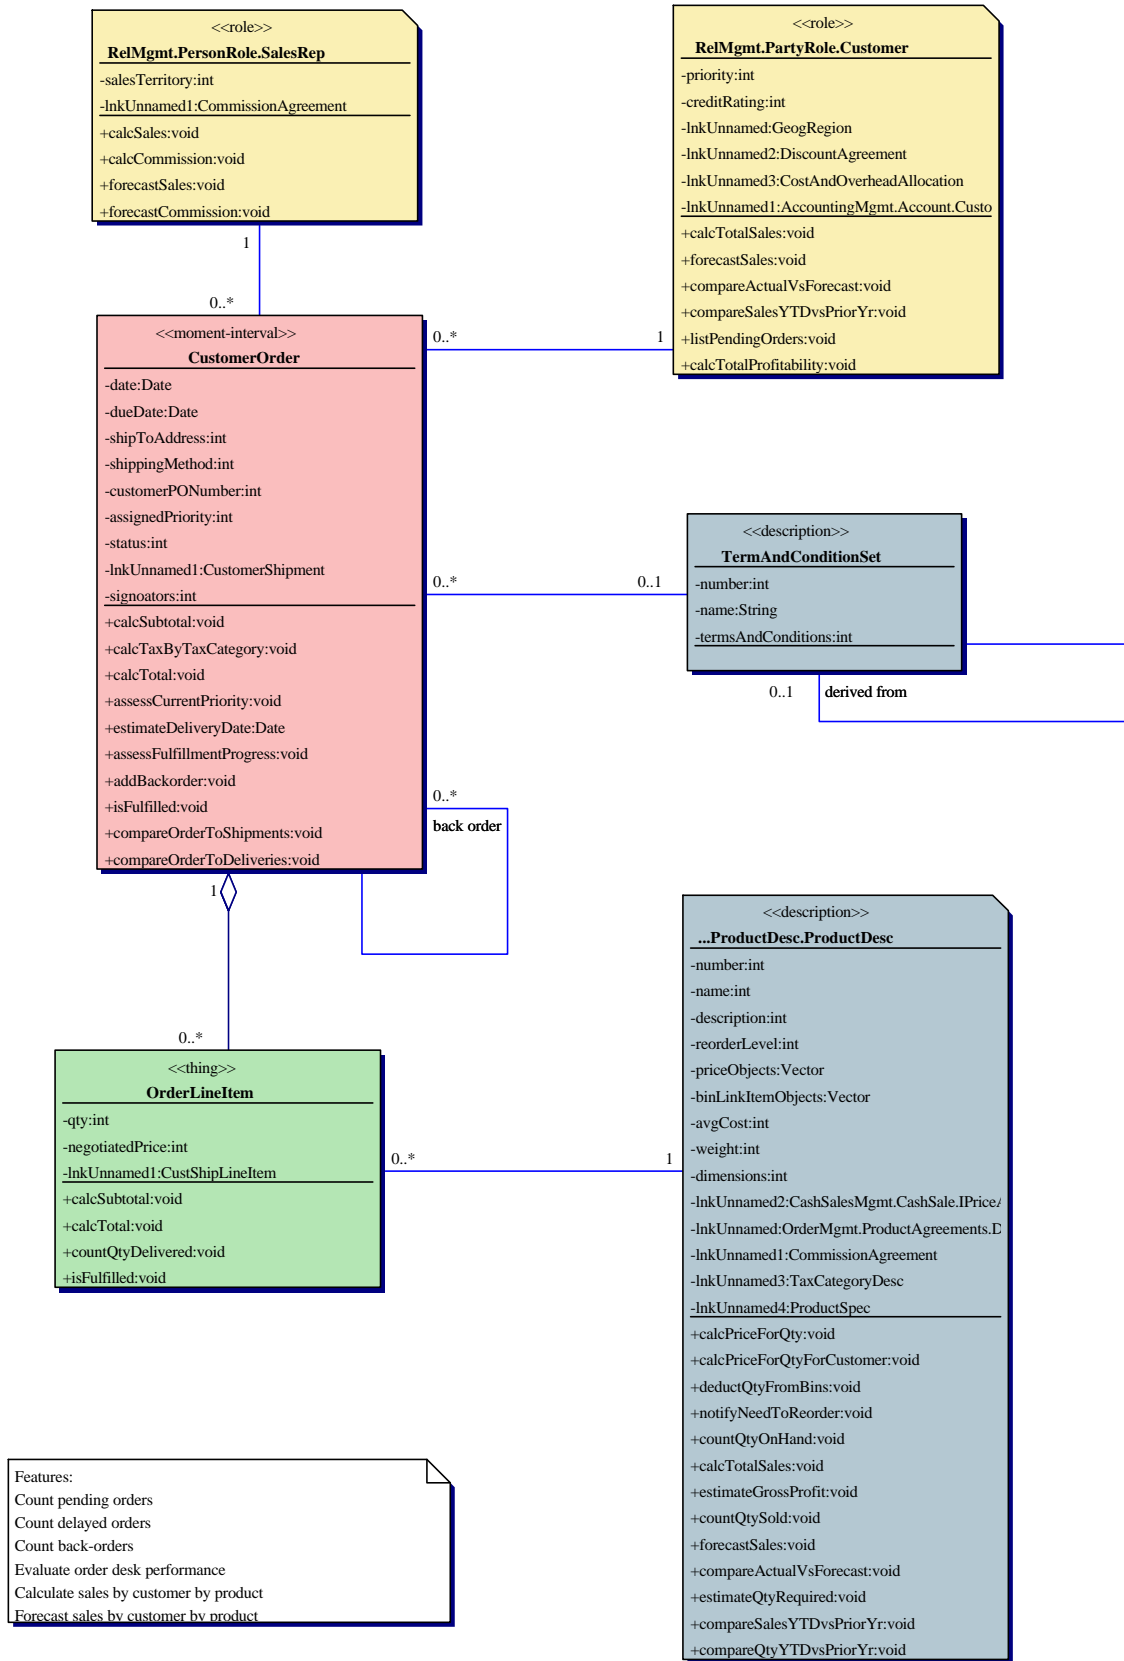 <<role>>
RelMgmt.PersonRole.SalesRep
-salesTerritory:int
-lnkUnnamed1:CommissionAgreement
+calcSales:void
+calcCommission:void
+forecastSales:void
+forecastCommission:void
<<role>>
RelMgmt.PartyRole.Customer
-priority:int
-creditRating:int
-lnkUnnamed:GeogRegion
-lnkUnnamed2:DiscountAgreement
-lnkUnnamed3:CostAndOverheadAllocation
-lnkUnnamed1:AccountingMgmt.Account.Custo
+calcTotalSales:void
+forecastSales:void
+compareActualVsForecast:void
+compareSalesYTDvsPriorYr:void
+listPendingOrders:void
+calcTotalProfitability:void
1
0..*
0..*
1
<<moment-interval>>
CustomerOrder
-date:Date
-dueDate:Date
-shipToAddress:int
-shippingMethod:int
-customerPONumber:int
-assignedPriority:int
-status:int
-lnkUnnamed1:CustomerShipment
-signoators:int
+calcSubtotal:void
+calcTaxByTaxCategory:void
+calcTotal:void
+assessCurrentPriority:void
+estimateDeliveryDate:Date
+assessFulfillmentProgress:void
+addBackorder:void
+isFulfilled:void
+compareOrderToShipments:void
+compareOrderToDeliveries:void
0..*
0..1
<<description>>
TermAndConditionSet
-number:int
-name:String
-termsAndConditions:int
0..1
derived from
0..*
back order
1
0..*
<<thing>>
OrderLineItem
-qty:int
-negotiatedPrice:int
-lnkUnnamed1:CustShipLineItem
+calcSubtotal:void
+calcTotal:void
+countQtyDelivered:void
+isFulfilled:void
0..*
1
<<description>>
...ProductDesc.ProductDesc
-number:int
-name:int
-description:int
-reorderLevel:int
-priceObjects:Vector
-binLinkItemObjects:Vector
-avgCost:int
-weight:int
-dimensions:int
-lnkUnnamed2:CashSalesMgmt.CashSale.IPrice
-lnkUnnamed:OrderMgmt.ProductAgreements.D
-lnkUnnamed1:CommissionAgreement
-lnkUnnamed3:TaxCategoryDesc
-lnkUnnamed4:ProductSpec
+calcPriceForQty:void
+calcPriceForQtyForCustomer:void
+deductQtyFromBins:void
+notifyNeedToReorder:void
+countQtyOnHand:void
+calcTotalSales:void
+estimateGrossProfit:void
+countQtySold:void
+forecastSales:void
+compareActualVsForecast:void
+estimateQtyRequired:void
+compareSalesYTDvsPriorYr:void
+compareQtyYTDvsPriorYr:void
Features:
Count pending orders
Count delayed orders
Count back-orders
Evaluate order desk performance
Calculate sales by customer by product
Forecast sales by customer by product